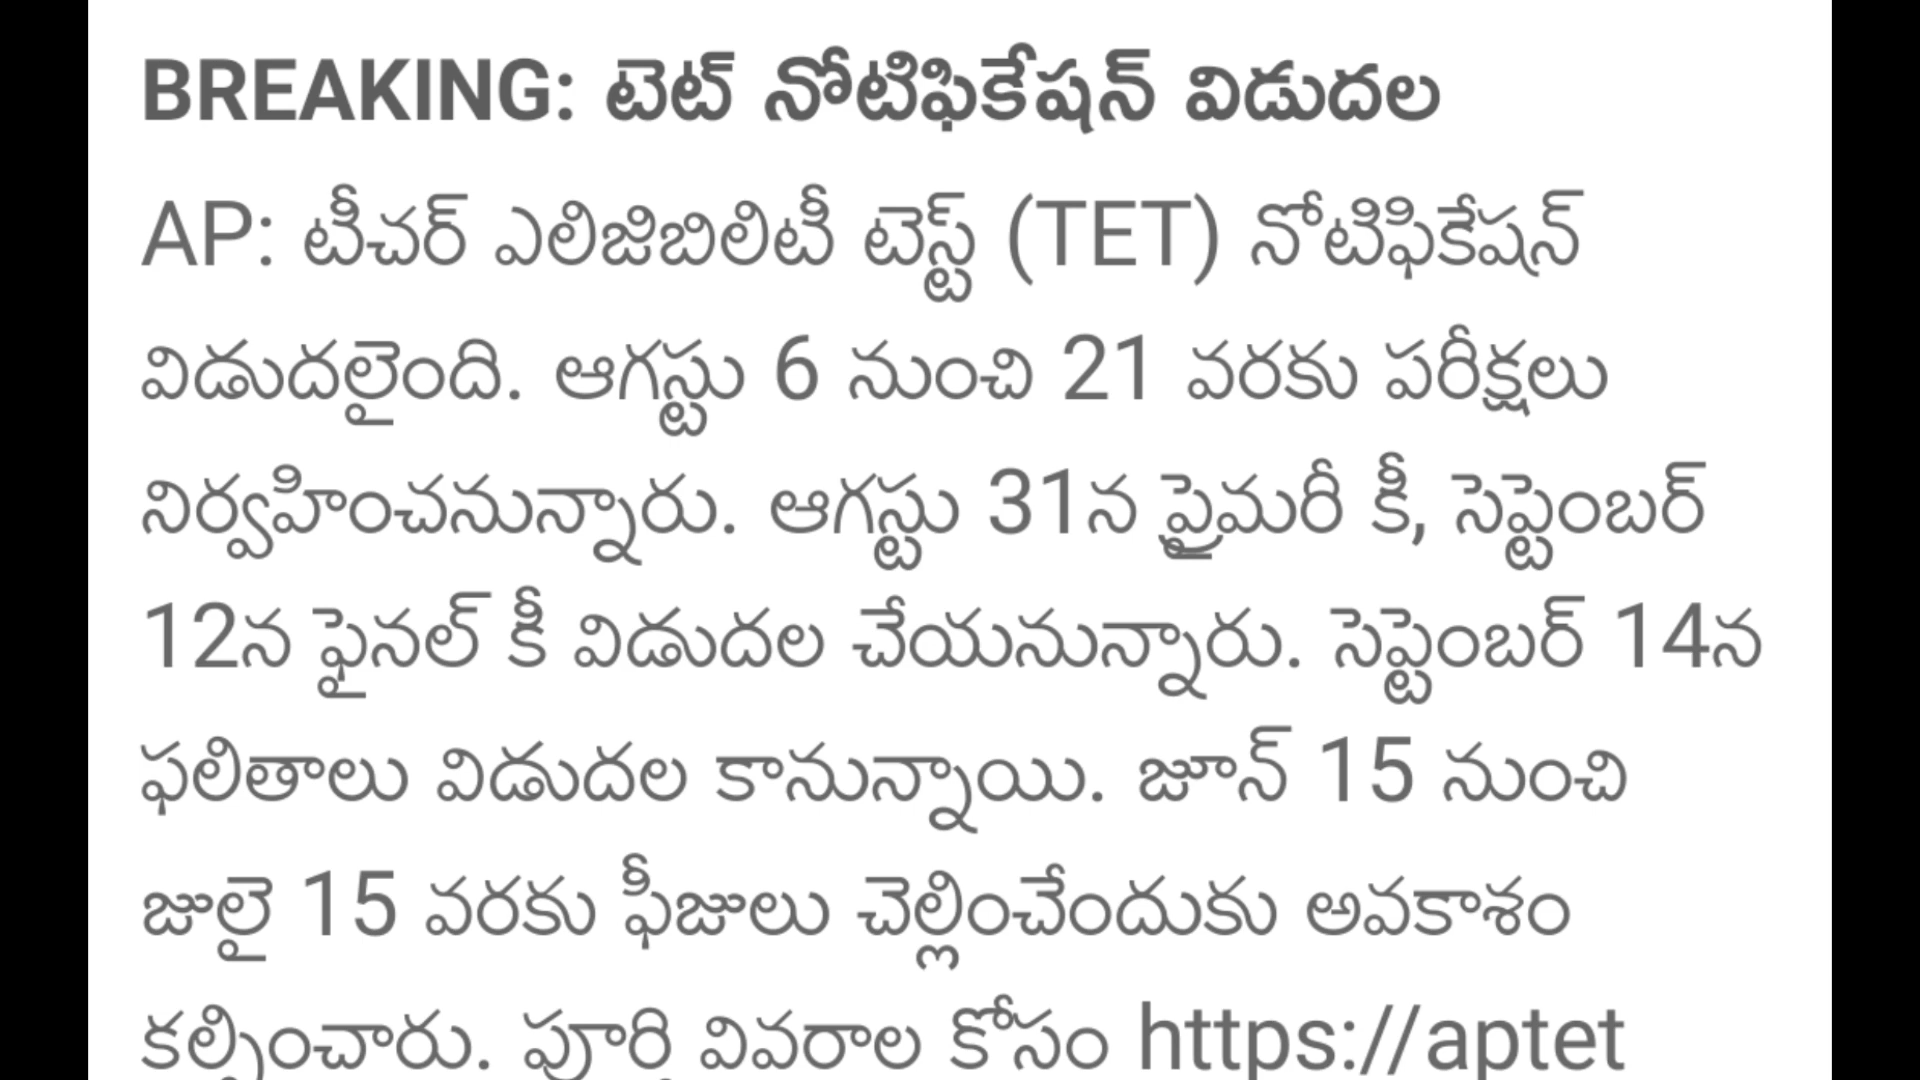 BREAKING: టెట్ నోటిఫికేషన్ విడుదల
AP: టీచర్ ఎలిజిబిలిటీ టెస్ట్ (TET) నోటిఫికేషన్
విడుదలైంది. ఆగస్టు 6 నుంచి 21 వరకు పరీక్షలు
నిర్వహించనున్నారు. ఆగస్టు 31న ప్రైమరీ కీ, సెప్టెంబర్
12న ఫైనల్ కీ విడుదల చేయనున్నారు. సెప్టెంబర్ 14న
ఫలితాలు విడుదల కానున్నాయి. జూన్ 15 నుంచి
జులై 15 వరకు ఫీజులు చెల్లించేందుకు అవకాశం
కల్పించారు. పూర్తి వివరాల కోసం https://aptet